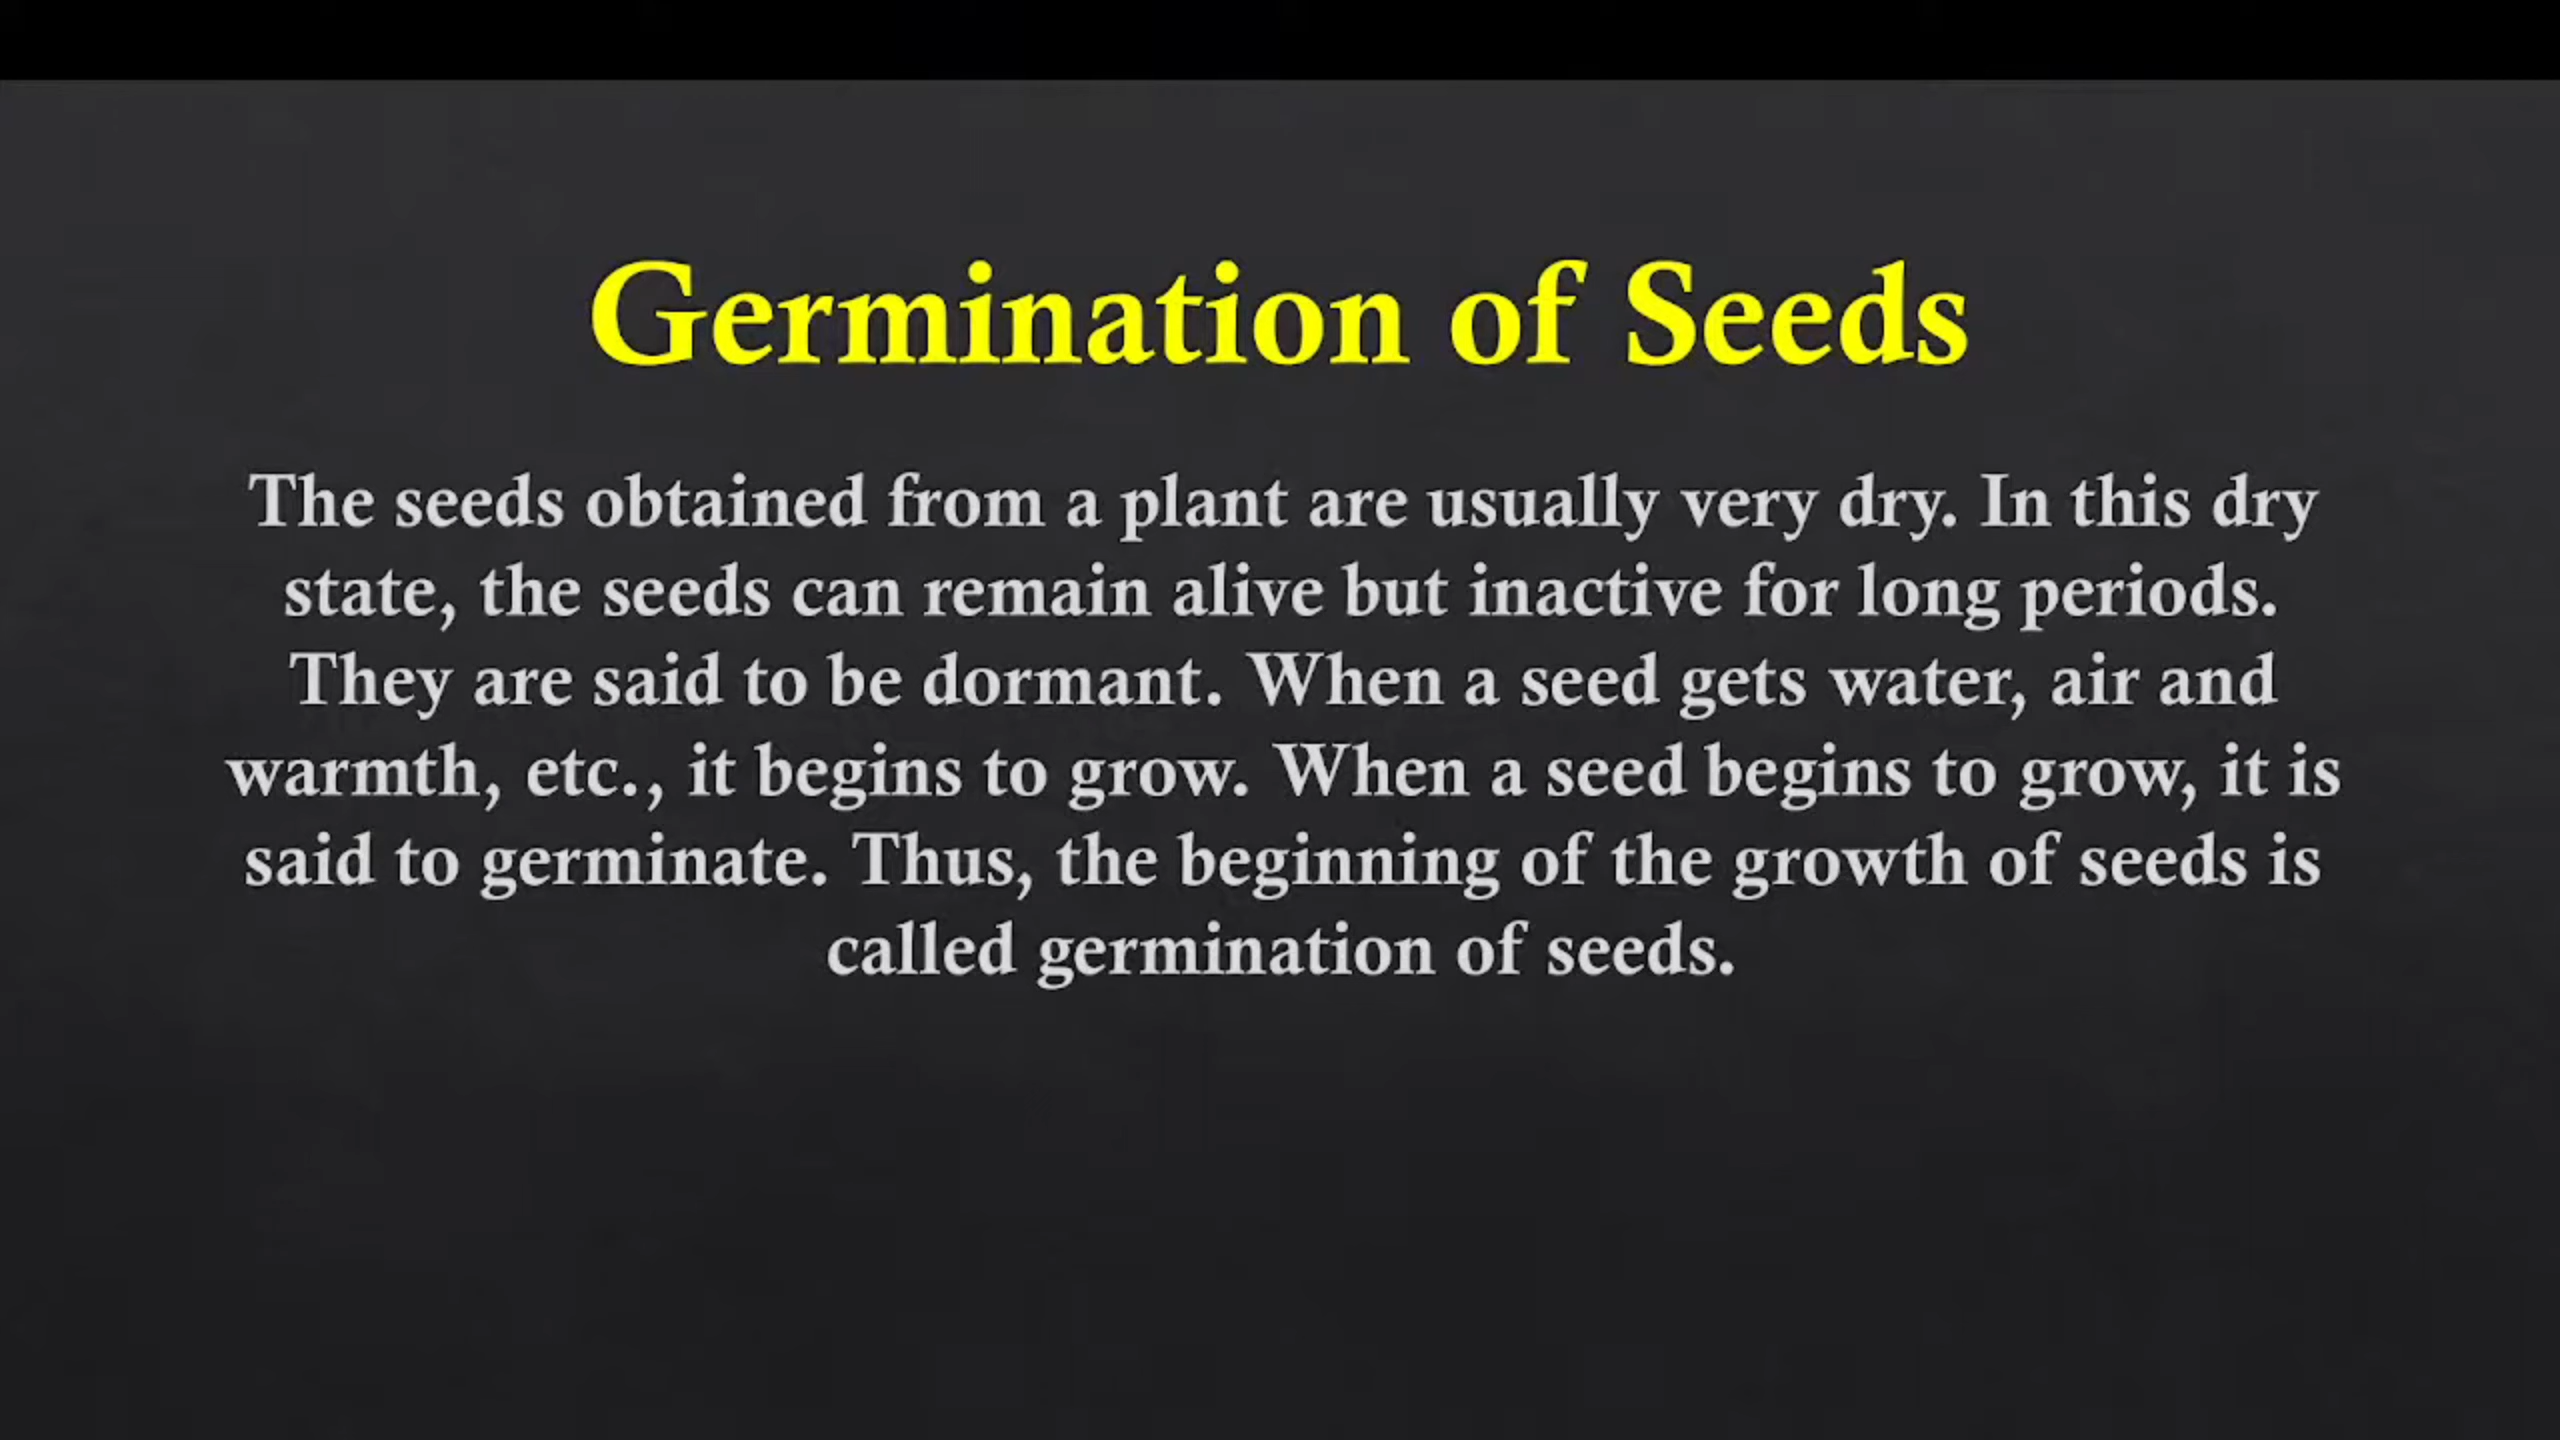 Germination of Seeds
The seeds obtained from a plant are usually very dry. In this dry
state, the seeds can remain alive but inactive for long periods.
They are said to be dormant. When a seed gets water, air and
warmth, etc., it begins to grow. When a seed begins to grow, it is
said to germinate. Thus, the beginning of the growth of seeds is
called germination of seeds.